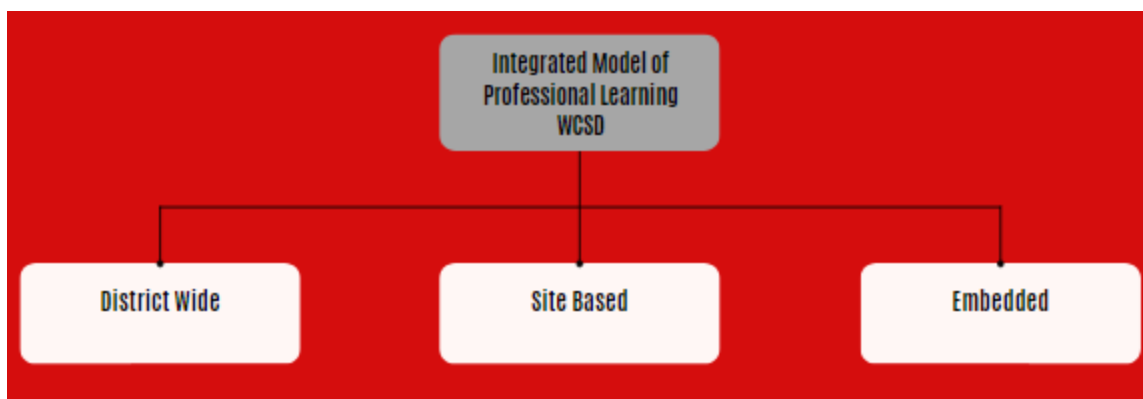 Integrated Model of
Professional Learning
WCSD
District Wide
Site Based
Embedded